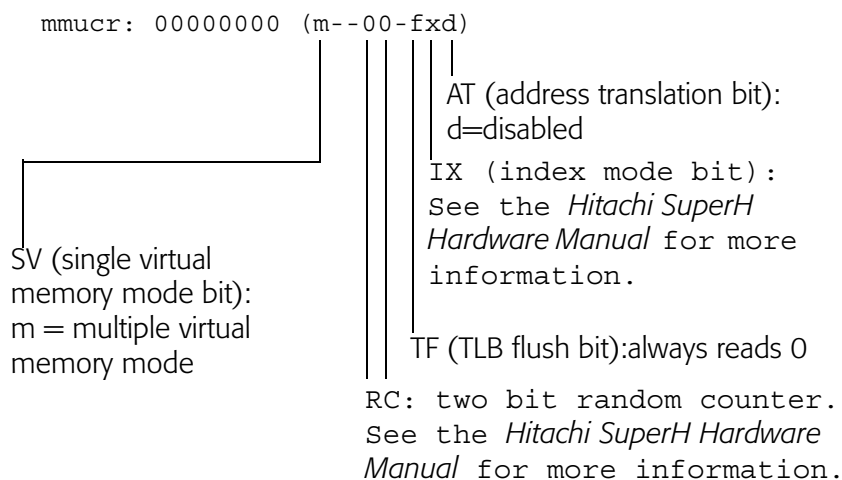 mmucr: 00000000 (m--00-fxd)
AT (address translation bit):
d=disabled
IX (index mode bit):
See the Hitachi SuperH
Hardware Manual for more
information.
SV (single virtual
memory mode bit):
m = multiple virtual
memory mode
TF (TLB flush bit):always reads 0
RC: two bit random counter.
See the Hitachi SuperH Hardware
Manual for more information.